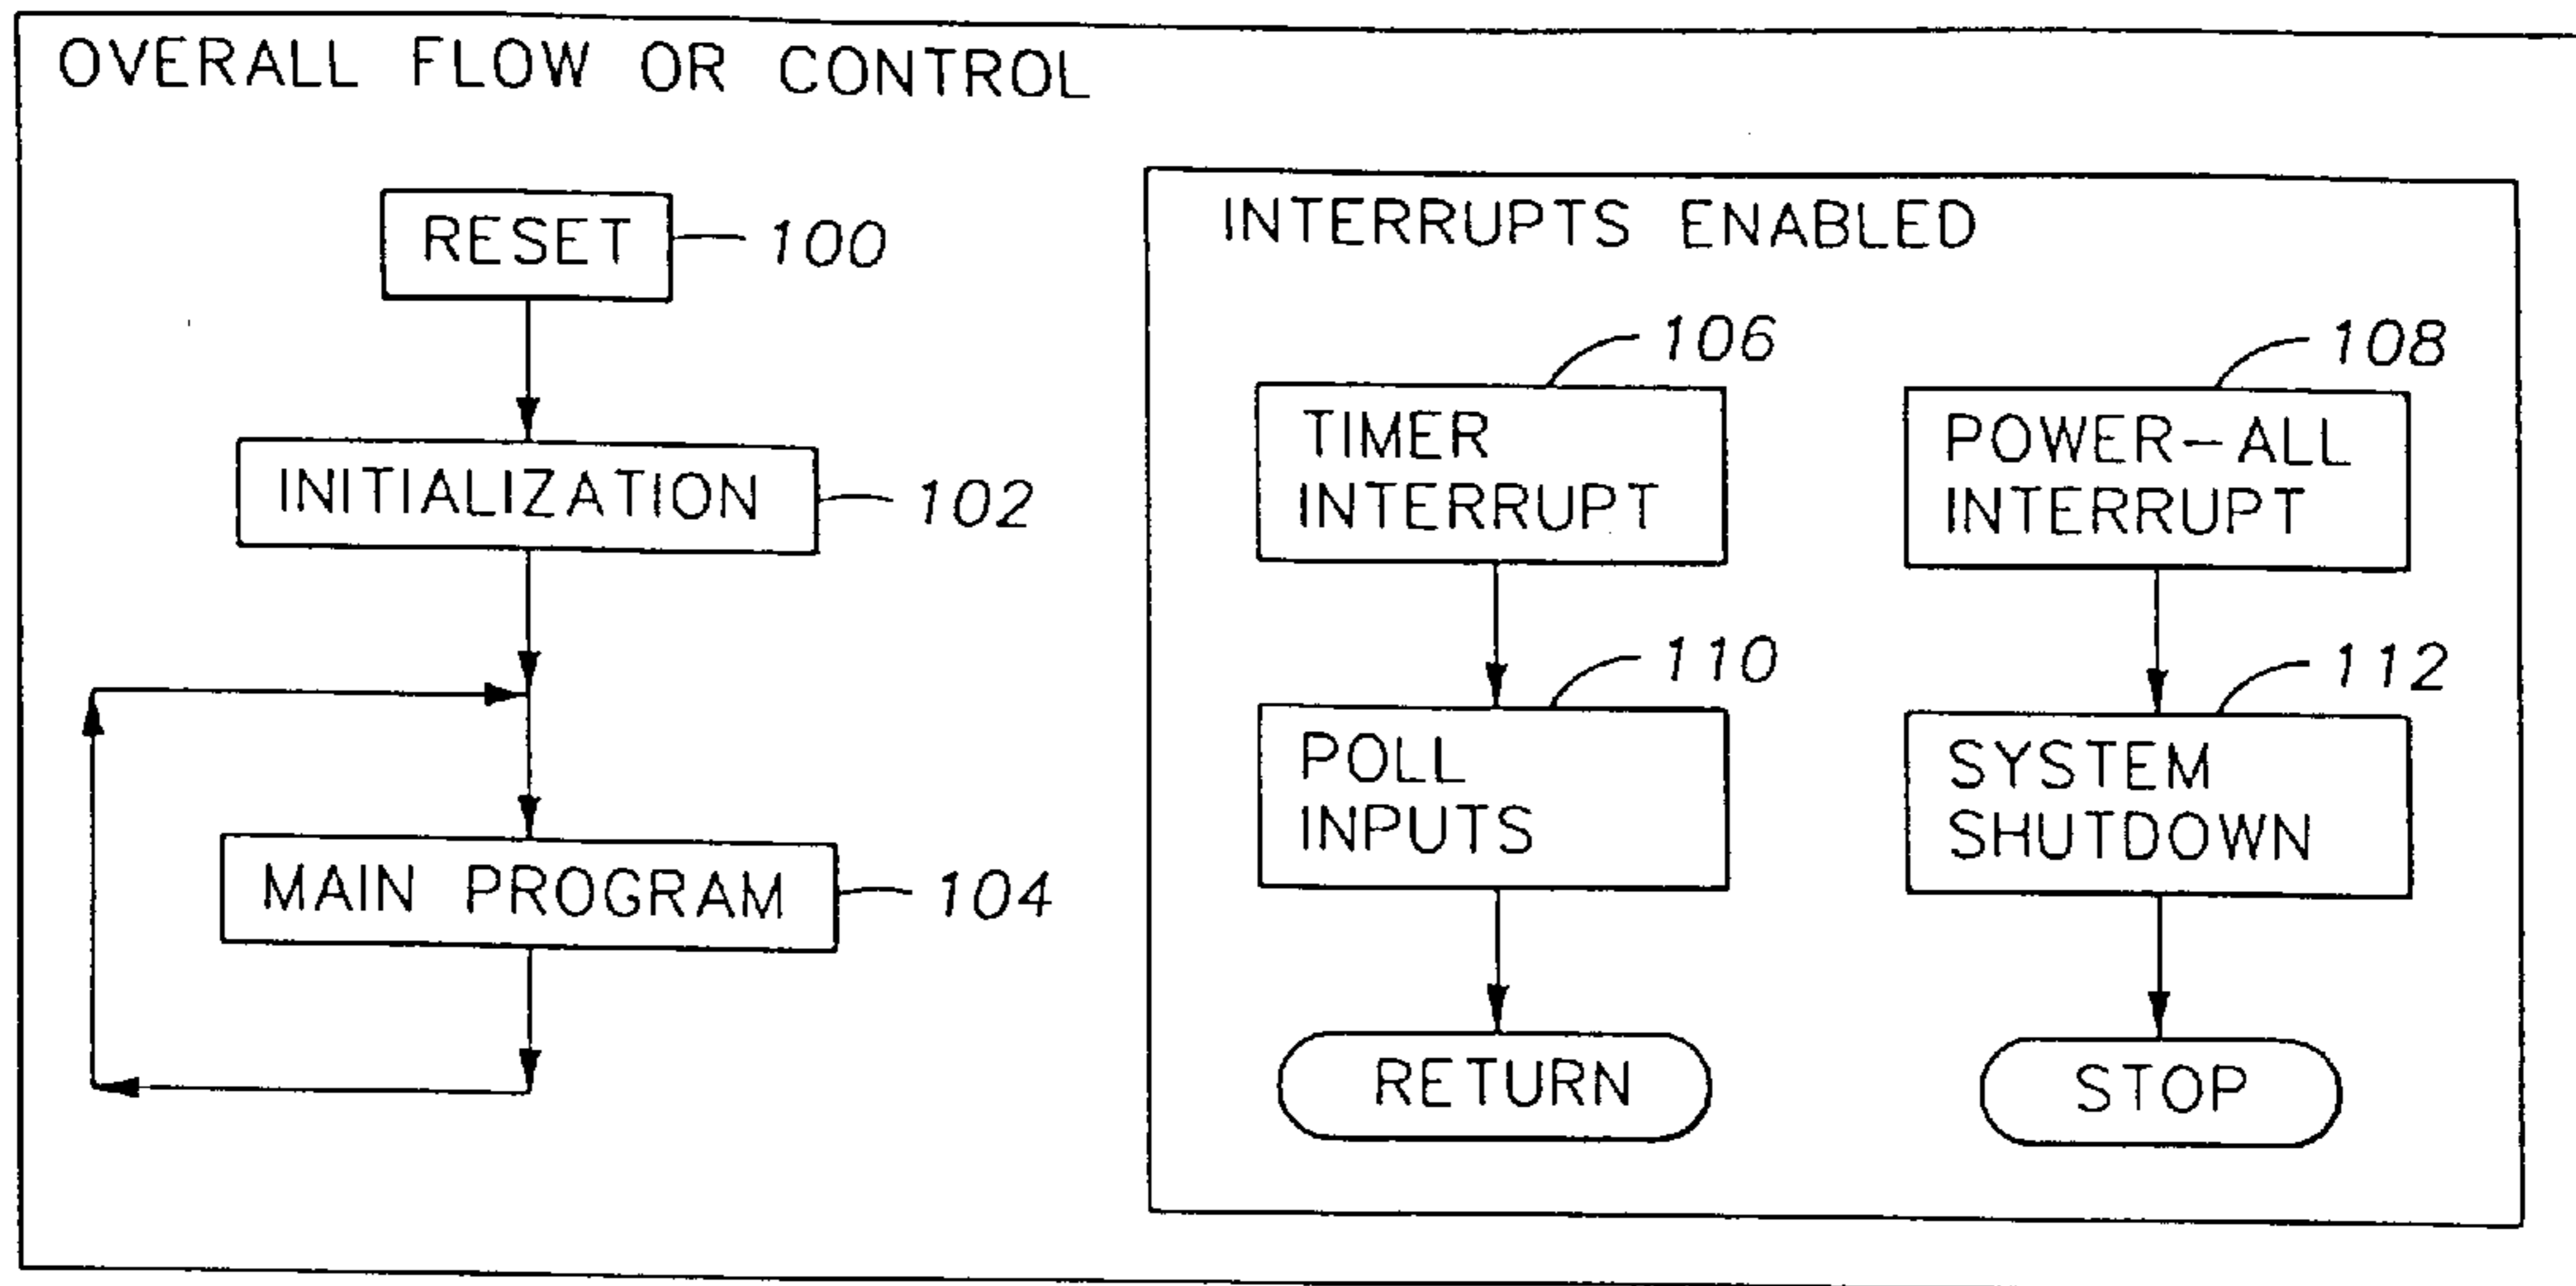 OVERALL FLOW OR CONTROL
RESET
100
INITIALIZATION
102
MAIN PROGRAM
104
INTERRUPTS ENABLED
106
TIMER
INTERRUPT
110
POLL
INPUTS
RETURN
108
POWER-ALL
INTERRUPT
112
SYSTEM
SHUTDOWN
STOP